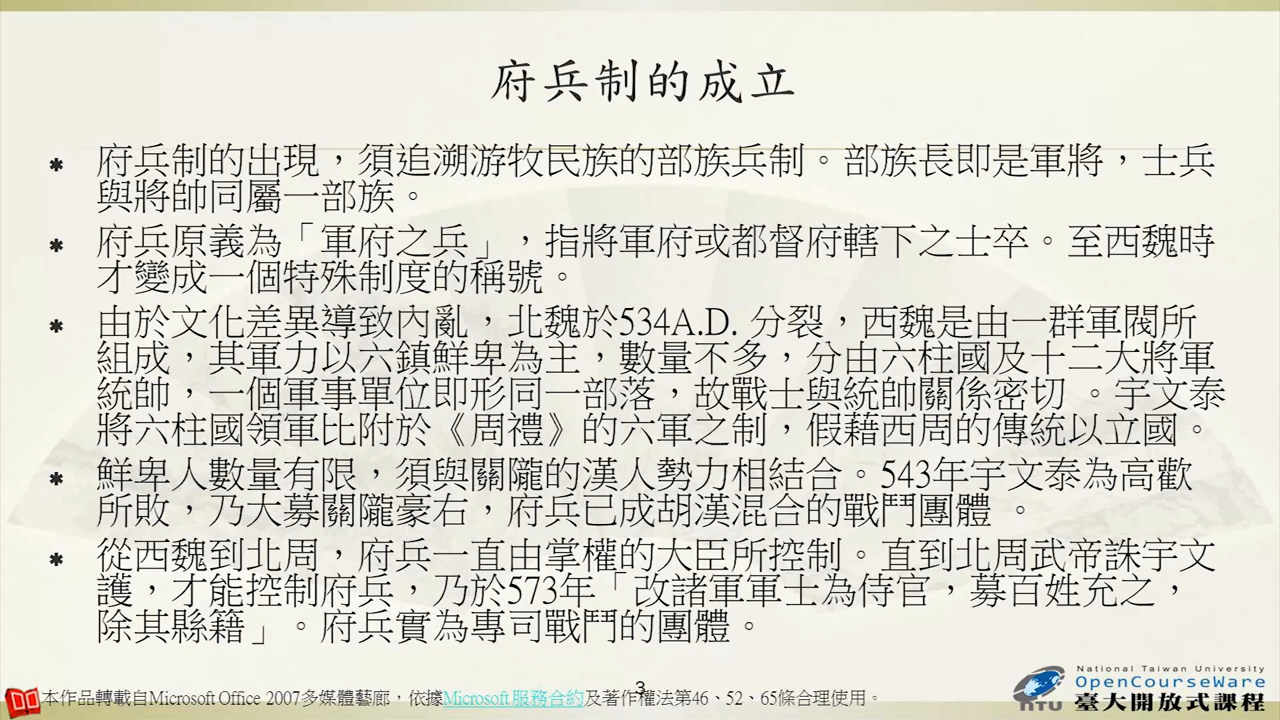 府兵制的成立
府兵制的出現，須追溯游牧民族的部族兵制。部族長即是軍將，士兵
與將帥同屬一部族。
府兵原義為「軍府之兵」，指將軍府或都督府轄下之士卒。至西魏時
才變成一個特殊制度的稱號。
由於文化差異導致內亂，北魏於534A.D. 分裂，西魏是由一群軍閥所
組成，其軍力以六鎮鮮卑為主，數量不多，分由六柱國及十二大將軍
統帥，一個軍事單位即形同一部落，故戰士與統帥關係密切 。宇文泰
將六柱國領軍比附於《周禮》的六軍之制，假藉西周的傳統以立國。
鮮卑人數量有限，須與關隴的漢人勢力相結合。543年宇文泰為高歡
所敗，乃大募關隴豪右，府兵已成胡漢混合的戰鬥團體 。
從西魏到北周，府兵一直由掌權的大臣所控制。直到北周武帝誅宇文
護，才能控制府兵，乃於573年「改諸軍軍士為侍官，募百姓充之，
除其縣籍」。府兵實為專司戰鬥的團體。
3
本作品轉載自Microsoft Office 2007多媒體藝廊，依據Microsoft服務合約及著作權法第46、52、65條合理使用。
National Taiwan University
OpenCourseWare
NTU 臺大開放式課程